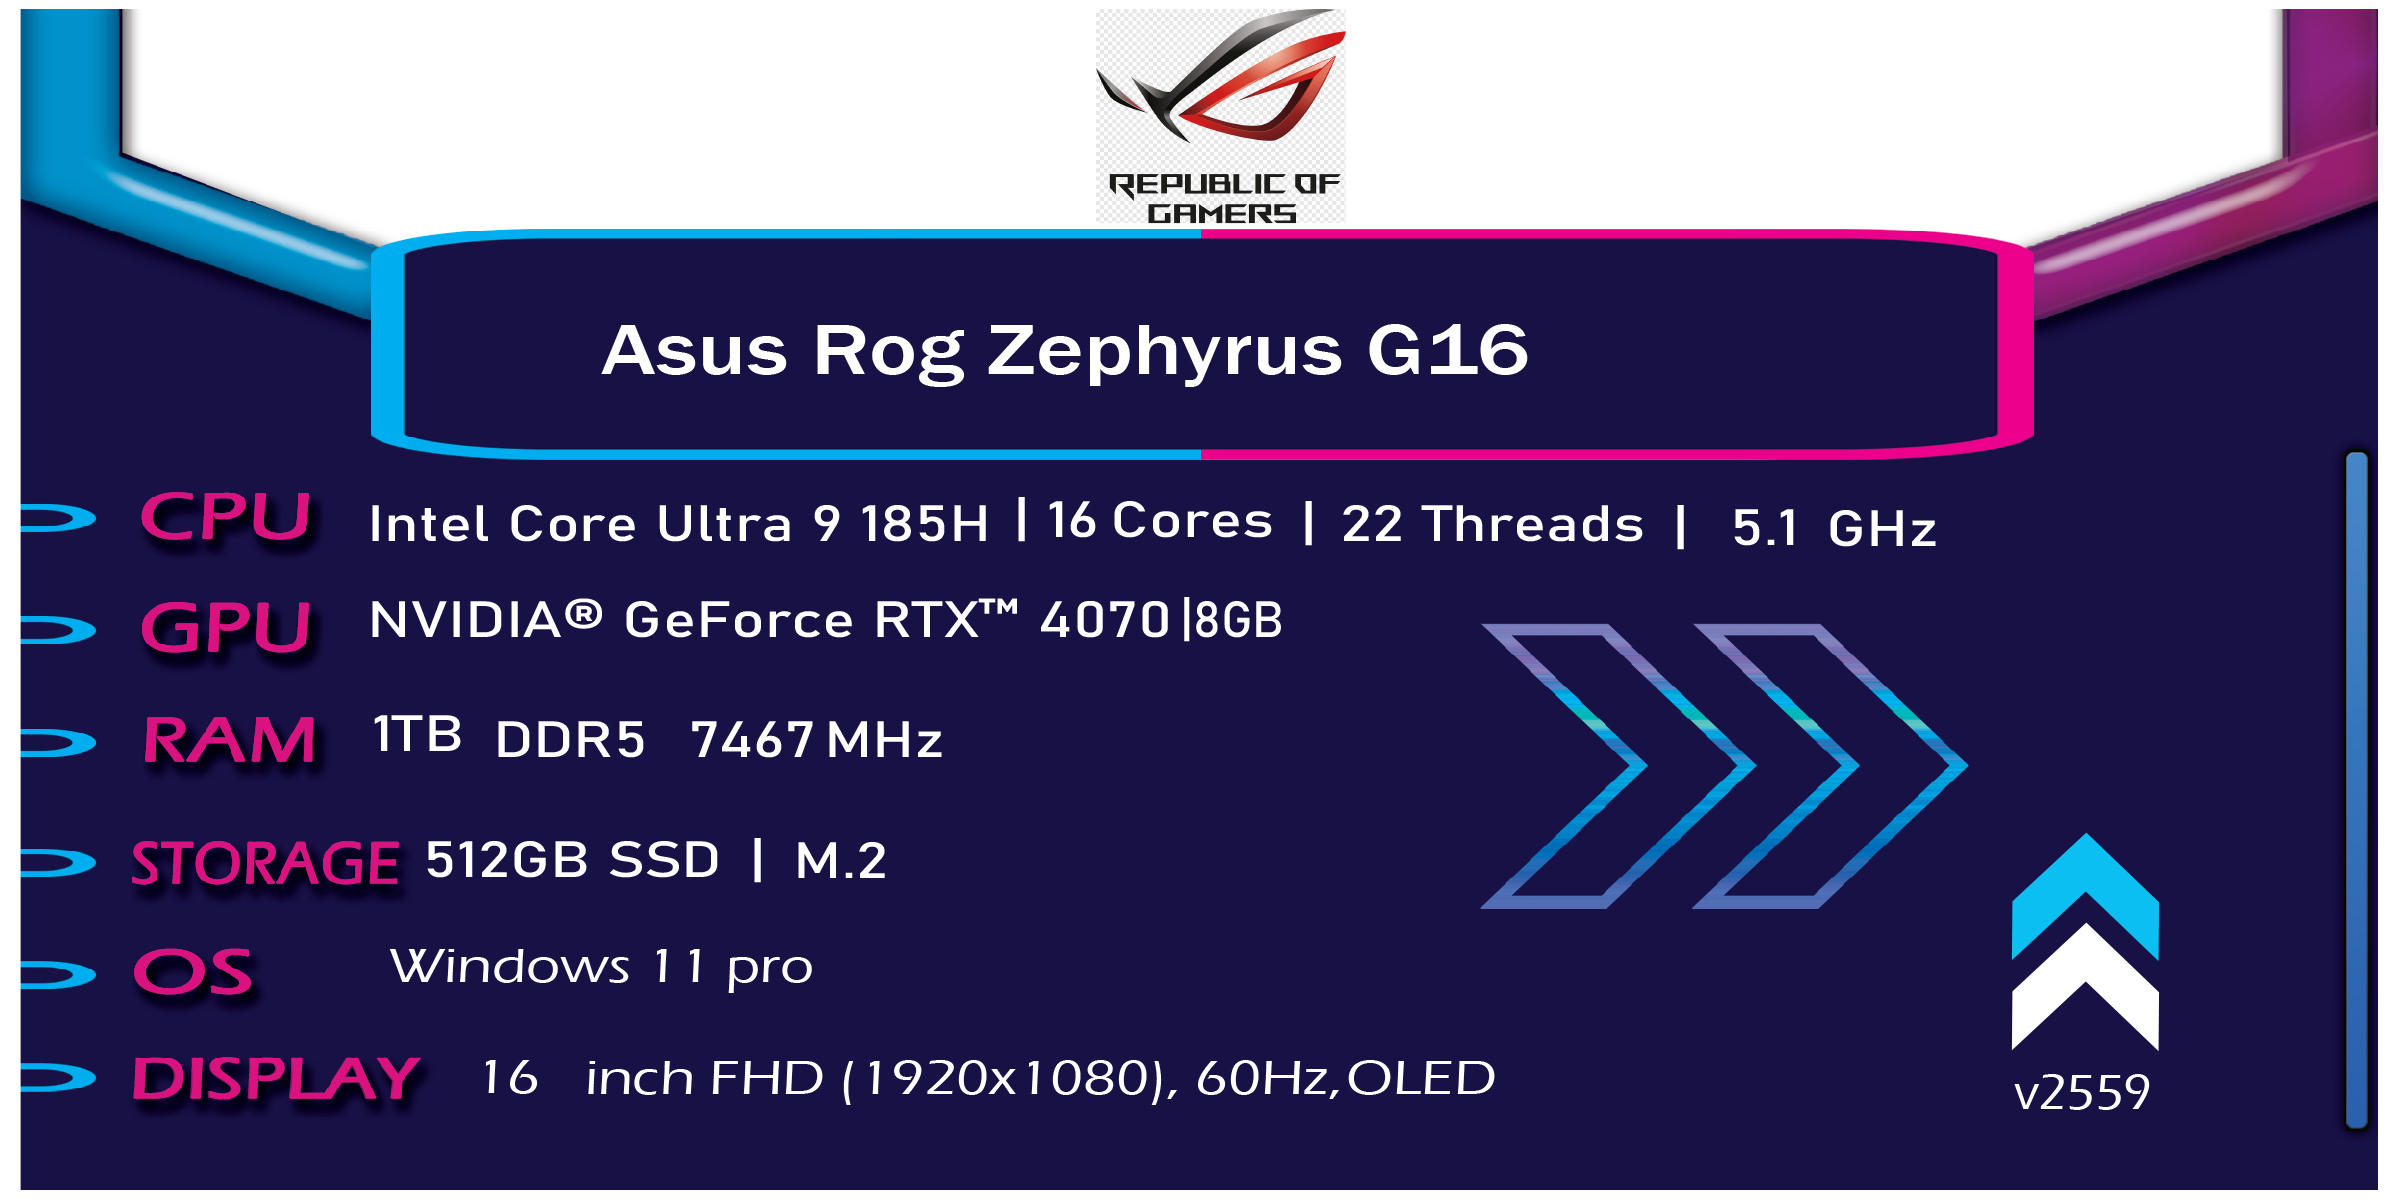 REPUBLIC OF
GAMERS
Asus Rog Zephyrus G16
CPU Intel Core Ultra 9 185H | 16 Cores | 22 Threads | 5.1 GHz
GPU NVIDIA® GeForce RTX™ 4070 |8GB
RAM 1TB DDR5 7467 MHz
STORAGE 512GB SSD | M.2
OS Windows 11 pro
DISPLAY 16 inch FHD (1920x1080), 60Hz, OLED
v2559